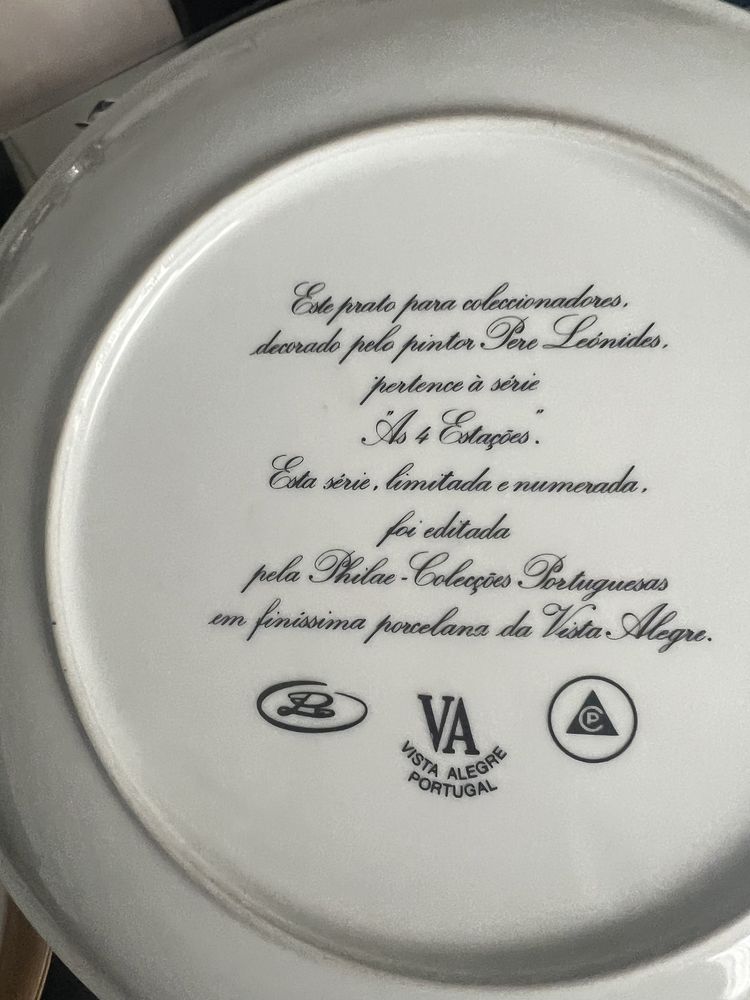 Este prato para coleccionadores,
decorado pelo pintor Pere Leónides,
pertence à série
"As 4 Estações".
Esta série, limitada e numerada,
foi editada
pela Philae-Colecções Portuguesas
em finíssima porcelana da Vista Alegre.
VA
VISTA ALEGRE
PORTUGAL